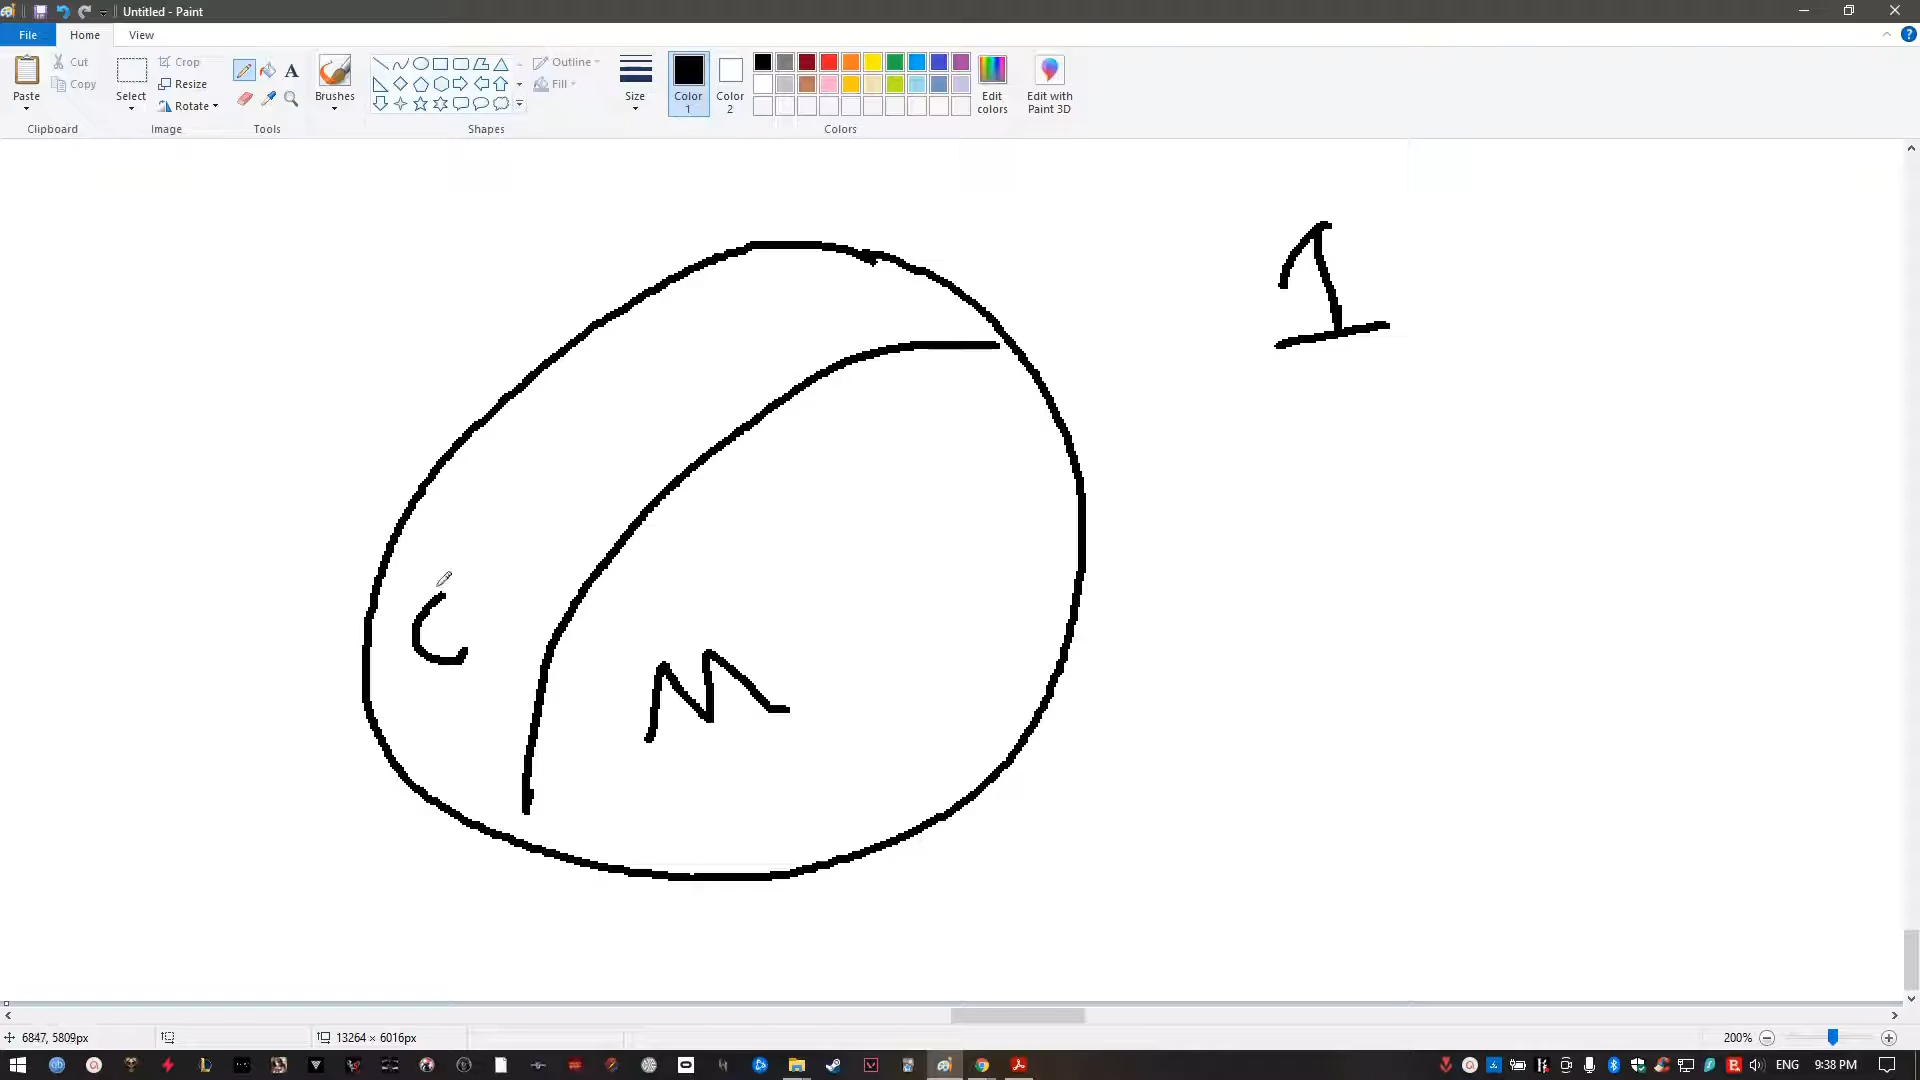 Untitled - Paint
File Home View
Paste
Cut
Copy
Clipboard
Select
Crop
Resize
Rotate
Image
Tools
Brushes
Shapes
Outline
Fill
Size
Color 1
Color 2
Edit colors
Edit with Paint 3D
Colors
1
C
M
6847, 5809px
13264 × 6016px
200%
ENG
9:38 PM